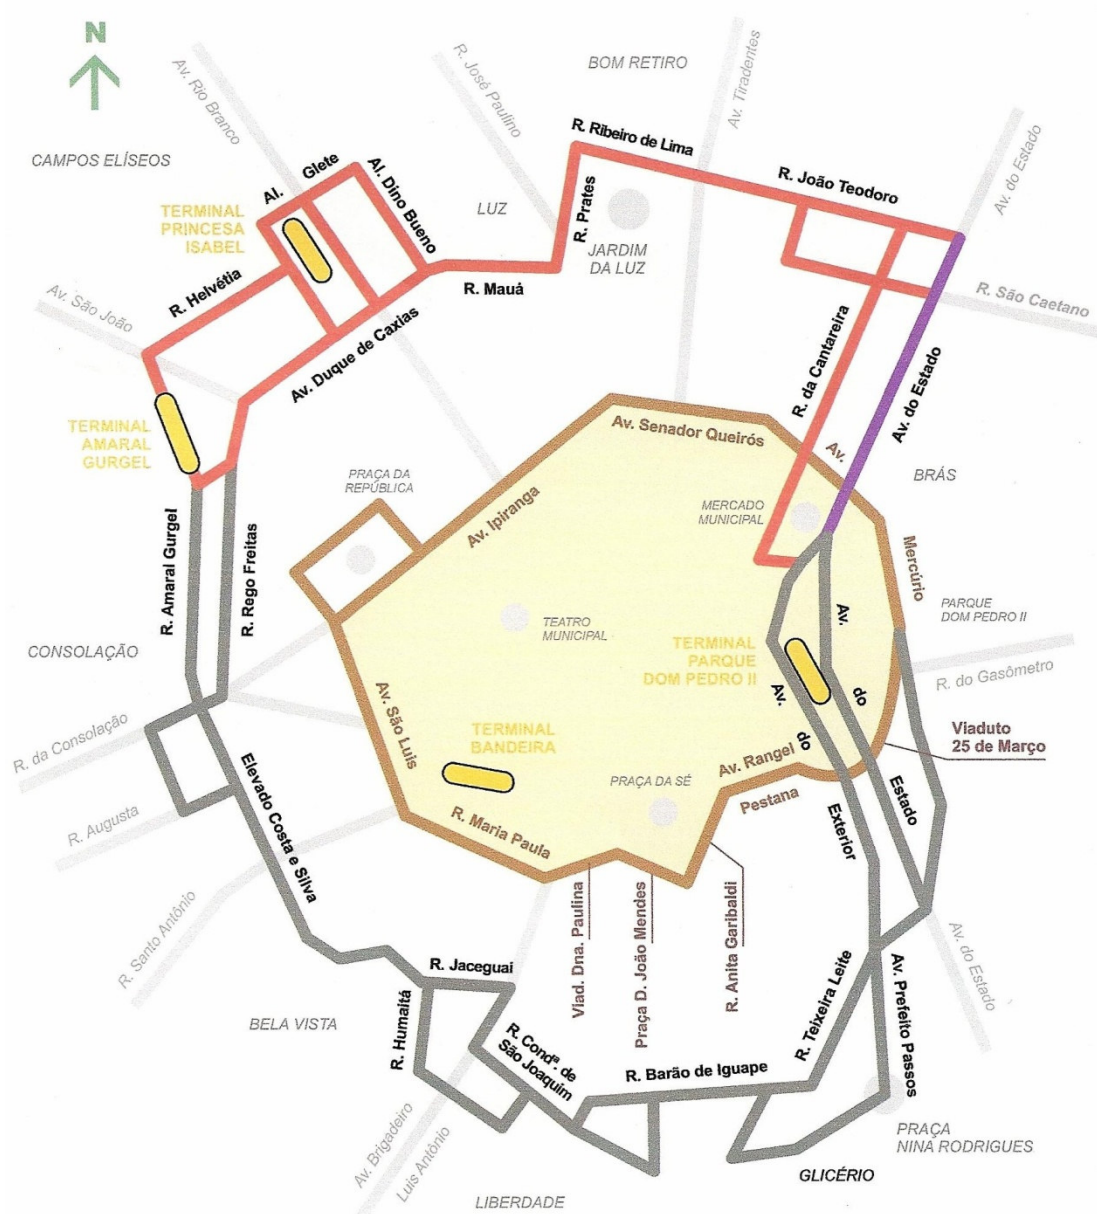 N
BOM RETIRO
Av. Rio Branco
R. José Paulino
Av. Tiradentes
R. Ribeiro de Lima
CAMPOS ELÍSEOS
Al. Glete
Al. Dino Bueno
LUZ
R. Prates
R. João Teodoro
Av. do Estado
TERMINAL
PRINCESA
ISABEL
JARDIM
DA LUZ
R. Helvétia
R. Mauá
Av. São João
R. São Caetano
Av. Duque de Caxias
R. da Cantareira
Av. do Estado
TERMINAL
AMARAL
GURGEL
Av. Senador Queirós
Av.
Mercúrio
BRÁS
PRAÇA DA
REPÚBLICA
Av. Ipiranga
MERCADO
MUNICIPAL
R. Amaral Gurgel
R. Rego Freitas
PARQUE
DOM PEDRO II
TEATRO
MUNICIPAL
CONSOLAÇÃO
TERMINAL
PARQUE
DOM PEDRO II
Av.
do
Estado
R. do Gasômetro
Av.
do
Exterior
Av. São Luis
TERMINAL
BANDEIRA
Viaduto
25 de Março
R. da Consolação
Elevado Costa e Silva
PRAÇA DA SÉ
Av. Rangel
Pestana
R. Augusta
R. Maria Paula
R. Santo Antônio
Viad. Dna. Paulina
Praça D. João Mendes
R. Anita Garibaldi
R. Jaceguai
R. Teixeira Leite
Av. Prefeito Passos
Av. do Estado
BELA VISTA
R. Humaitá
R. Condª. de
São Joaquim
R. Barão de Iguape
Av. Brigadeiro
Luis Antônio
PRAÇA
NINA RODRIGUES
GLICÉRIO
LIBERDADE